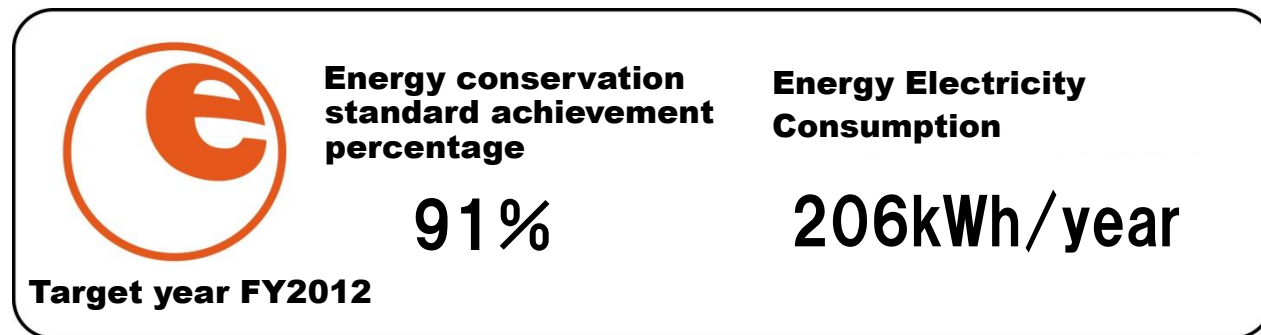 e
Energy conservation
standard achievement
percentage
91%
Energy Electricity
Consumption
206kWh/year
Target year FY2012